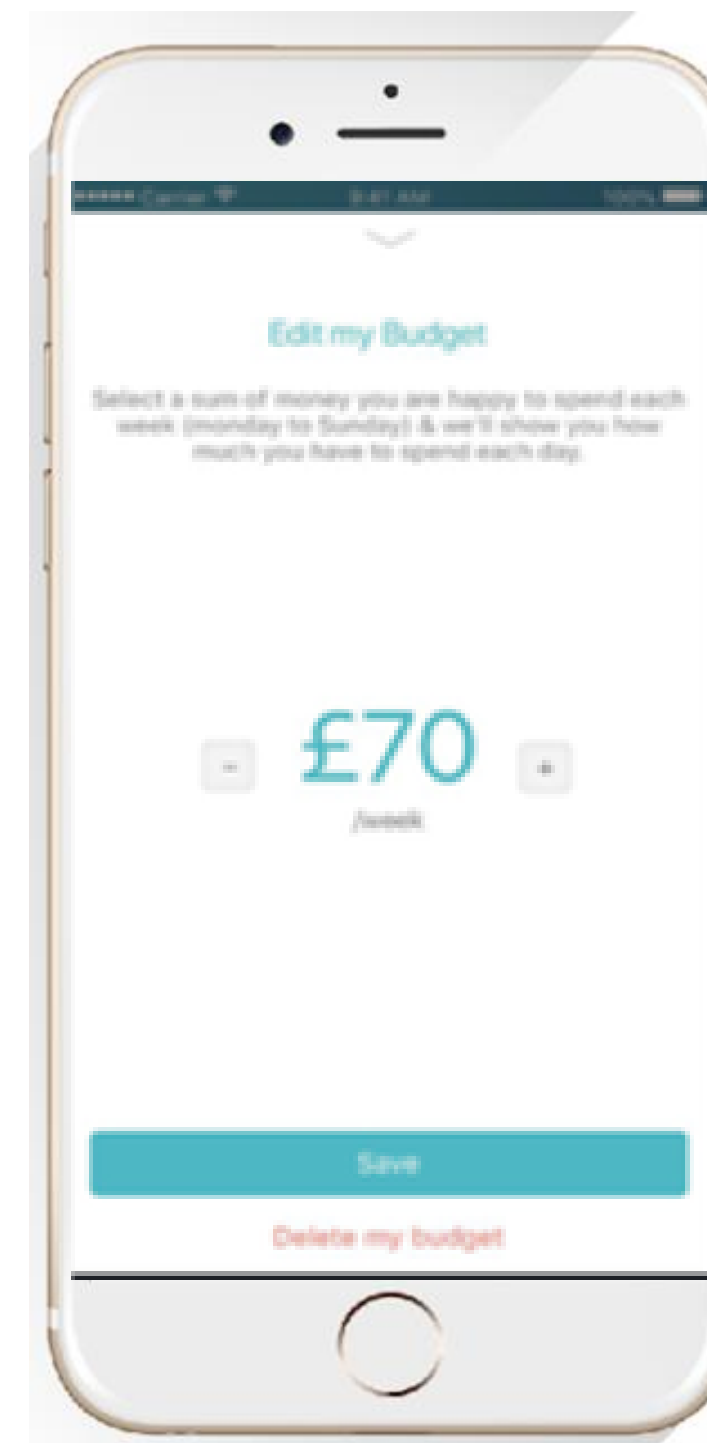 Carrier 9:41 AM 100%
Edit my Budget
Select a sum of money you are happy to spend each
week (monday to Sunday) & we'll show you how
much you have to spend each day.
- £70 +
/week
Save
Delete my budget